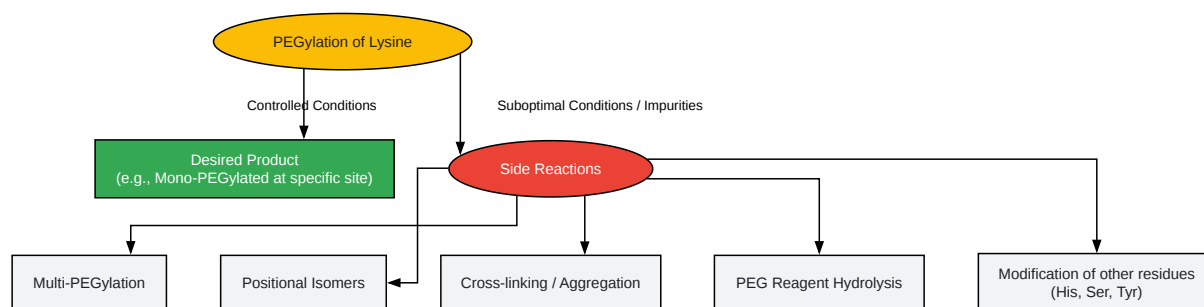 PEGylation of Lysine
Controlled Conditions
Suboptimal Conditions / Impurities
Desired Product
(e.g., Mono-PEGylated at specific site)
Side Reactions
Multi-PEGylation
Positional Isomers
Cross-linking / Aggregation
PEG Reagent Hydrolysis
Modification of other residues
(His, Ser, Tyr)